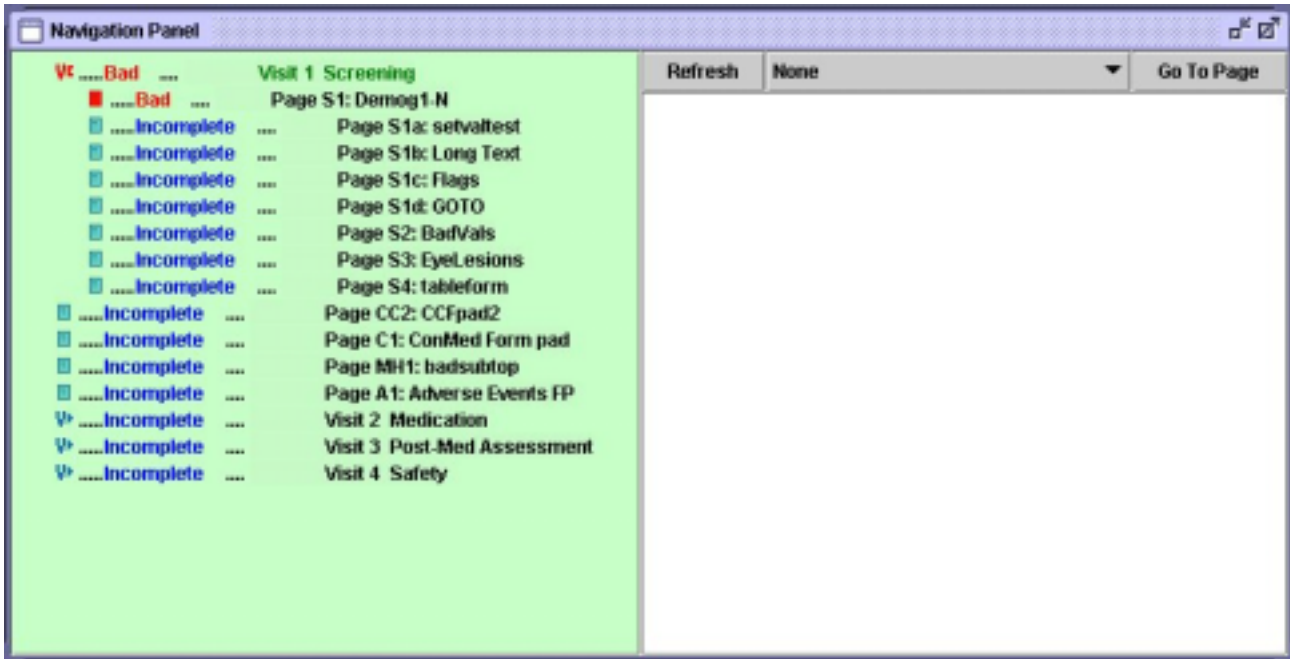 Navigation Panel
V< .....Bad .... Visit 1 Screening
.....Bad .... Page S1: Demog1-N
.....Incomplete .... Page S1a: setvaltest
.....Incomplete .... Page S1b: Long Text
.....Incomplete .... Page S1c: Flags
.....Incomplete .... Page S1d: GOTO
.....Incomplete .... Page S2: BadVals
.....Incomplete .... Page S3: EyeLesions
.....Incomplete .... Page S4: tableform
.....Incomplete .... Page CC2: CCFpad2
.....Incomplete .... Page C1: ConMed Form pad
.....Incomplete .... Page MH1: badsubtop
.....Incomplete .... Page A1: Adverse Events FP
V> .....Incomplete .... Visit 2 Medication
V> .....Incomplete .... Visit 3 Post-Med Assessment
V> .....Incomplete .... Visit 4 Safety
Refresh None Go To Page